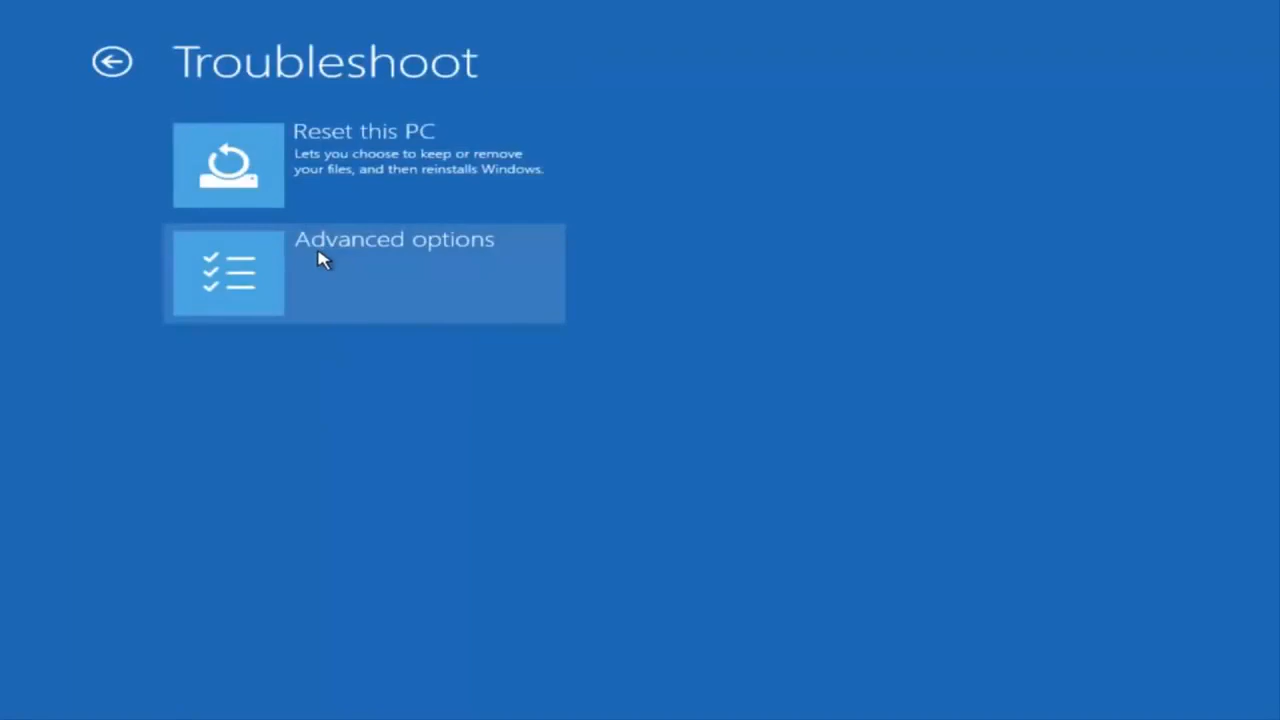 Troubleshoot
Reset this PC
Lets you choose to keep or remove
your files, and then reinstalls Windows.
Advanced options